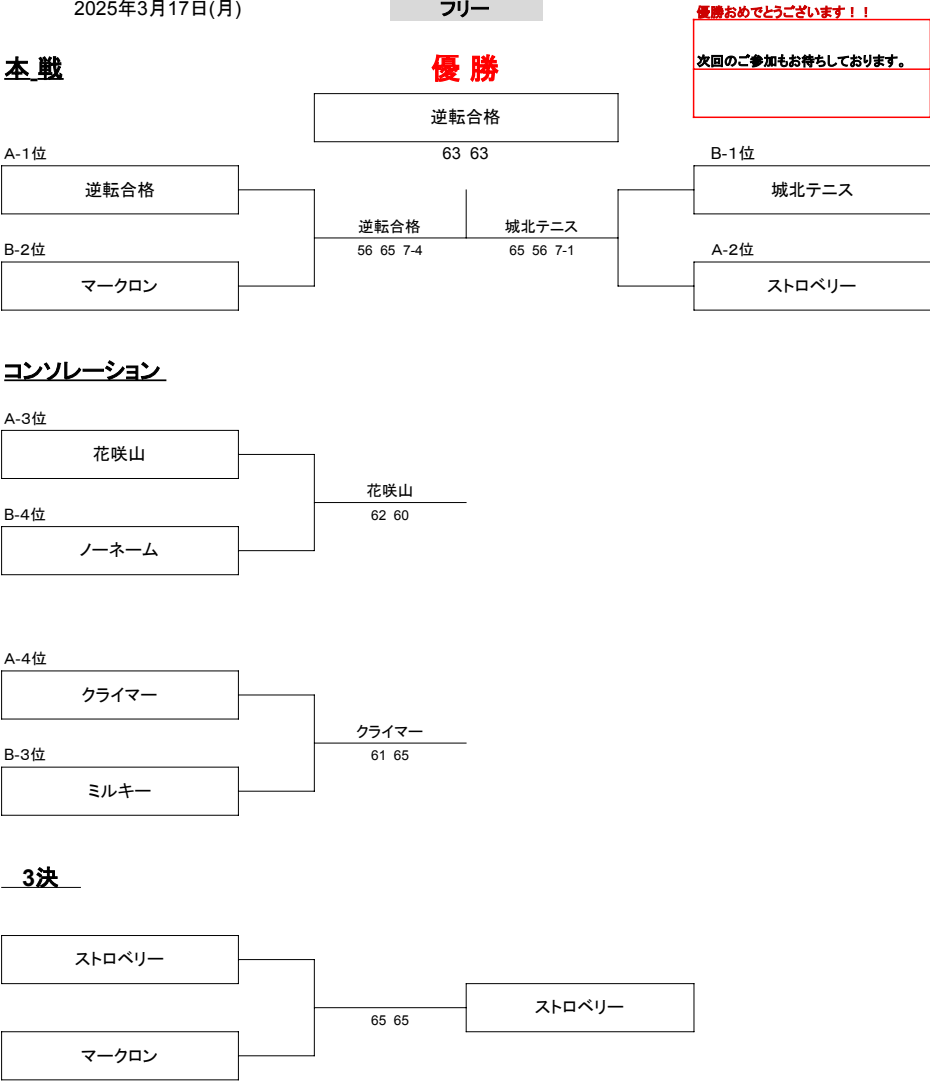 2025年3月17日(月)
フリー
優勝おめでとうございます！！
本 戦
優 勝
次回のご参加もお待ちしております。
逆転合格
A-1位
63 63
B-1位
逆転合格
城北テニス
逆転合格
城北テニス
B-2位
56 65 7-4
65 56 7-1
A-2位
マークロン
ストロベリー
コンソレーション
A-3位
花咲山
花咲山
B-4位
62 60
ノーネーム
A-4位
クライマー
クライマー
B-3位
61 65
ミルキー
3決
ストロベリー
ストロベリー
65 65
マークロン